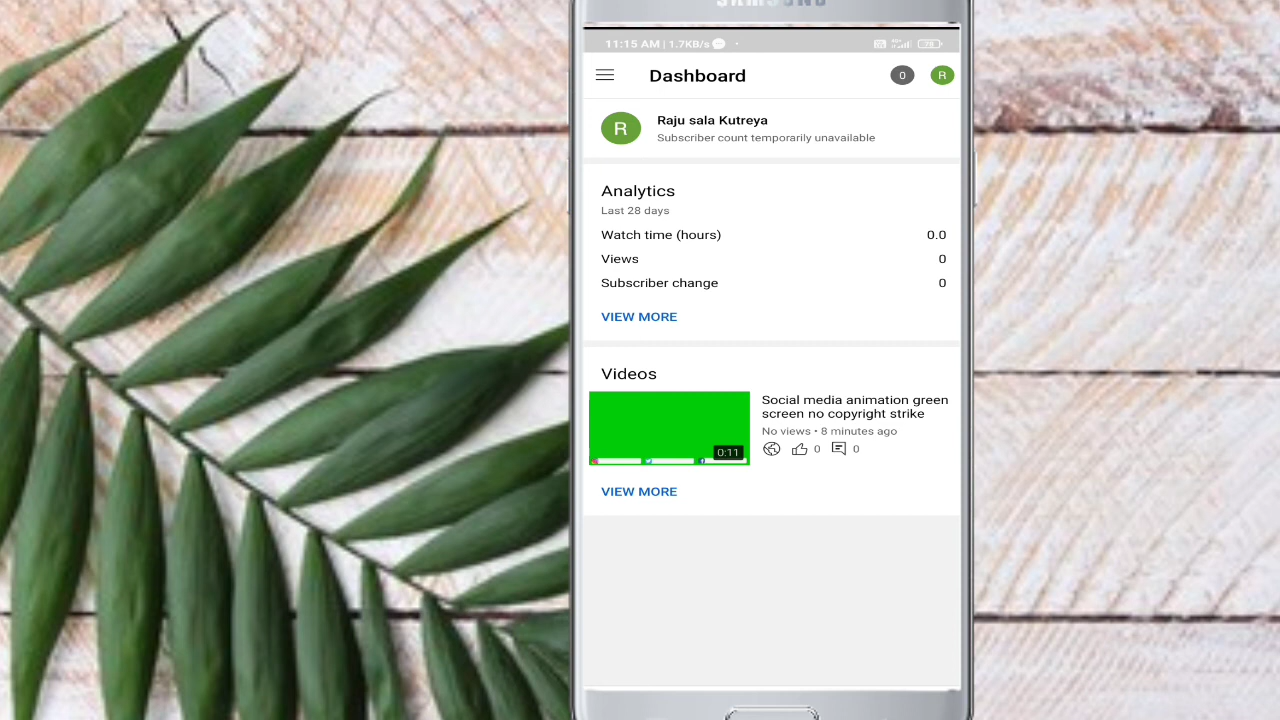 SAMSUNG
11:15 AM | 1.7KB/s
Dashboard
0
R
R
Raju sala Kutreya
Subscriber count temporarily unavailable
Analytics
Last 28 days
Watch time (hours) 0.0
Views 0
Subscriber change 0
VIEW MORE
Videos
Social media animation green
screen no copyright strike
No views • 8 minutes ago
0:11
0 0
VIEW MORE